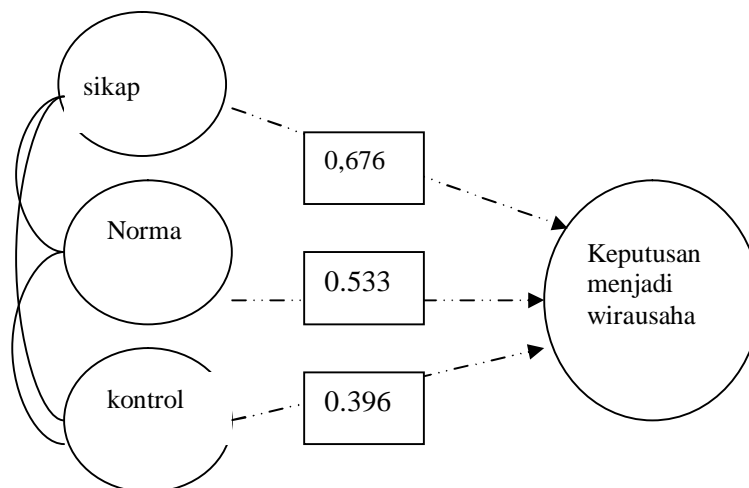 sikap
0,676
Norma
0.533
Keputusan
menjadi
wirausaha
kontrol
0.396